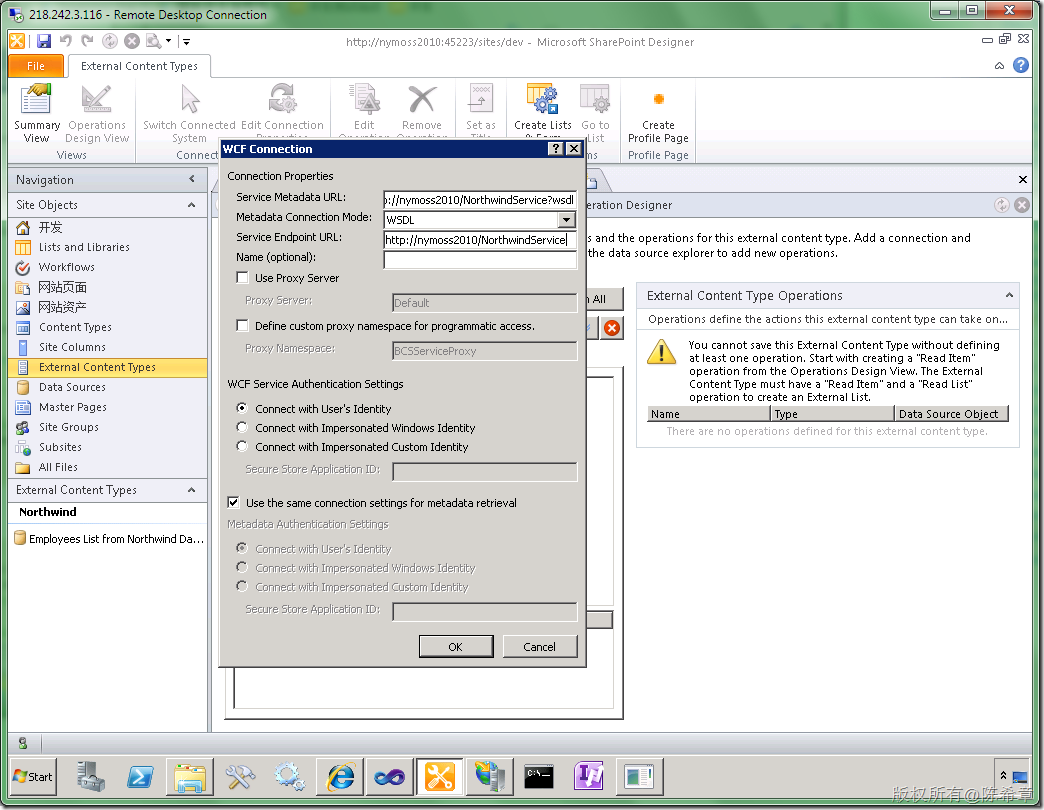 218.242.3.116 - Remote Desktop Connection
http://nymoss2010:45223/sites/dev - Microsoft SharePoint Designer
File
External Content Types
Summary View
Operations Design View
Switch Connected System
Edit Connection
Edit
Remove
Set as
Create Lists
Go to List
Create Profile Page
Views
Connect
Profile Page
WCF Connection
Connection Properties
Service Metadata URL:
://nymoss2010/NorthwindService?wsdl
Metadata Connection Mode:
WSDL
Service Endpoint URL:
http://nymoss2010/NorthwindService
Name (optional):
Use Proxy Server
Proxy Server:
Default
Define custom proxy namespace for programmatic access.
Proxy Namespace:
BCSServiceProxy
WCF Service Authentication Settings
Connect with User's Identity
Connect with Impersonated Windows Identity
Connect with Impersonated Custom Identity
Secure Store Application ID:
Use the same connection settings for metadata retrieval
Metadata Authentication Settings
Connect with User's Identity
Connect with Impersonated Windows Identity
Connect with Impersonated Custom Identity
Secure Store Application ID:
OK
Cancel
Navigation
Site Objects
开发
Lists and Libraries
Workflows
网站页面
网站资产
Content Types
Site Columns
External Content Types
Data Sources
Master Pages
Site Groups
Subsites
All Files
External Content Types
Northwind
Employees List from Northwind Da...
eration Designer
s and the operations for this external content type. Add a connection and
the data source explorer to add new operations.
All
External Content Type Operations
Operations define the actions this external content type can take on...
You cannot save this External Content Type without defining
at least one operation. Start with creating a "Read Item"
operation from the Operations Design View. The External
Content Type must have a "Read Item" and a "Read List"
operation to create an External List.
Name
Type
Data Source Object
There are no operations defined for this external content type.
Start
版权所有@陈希章